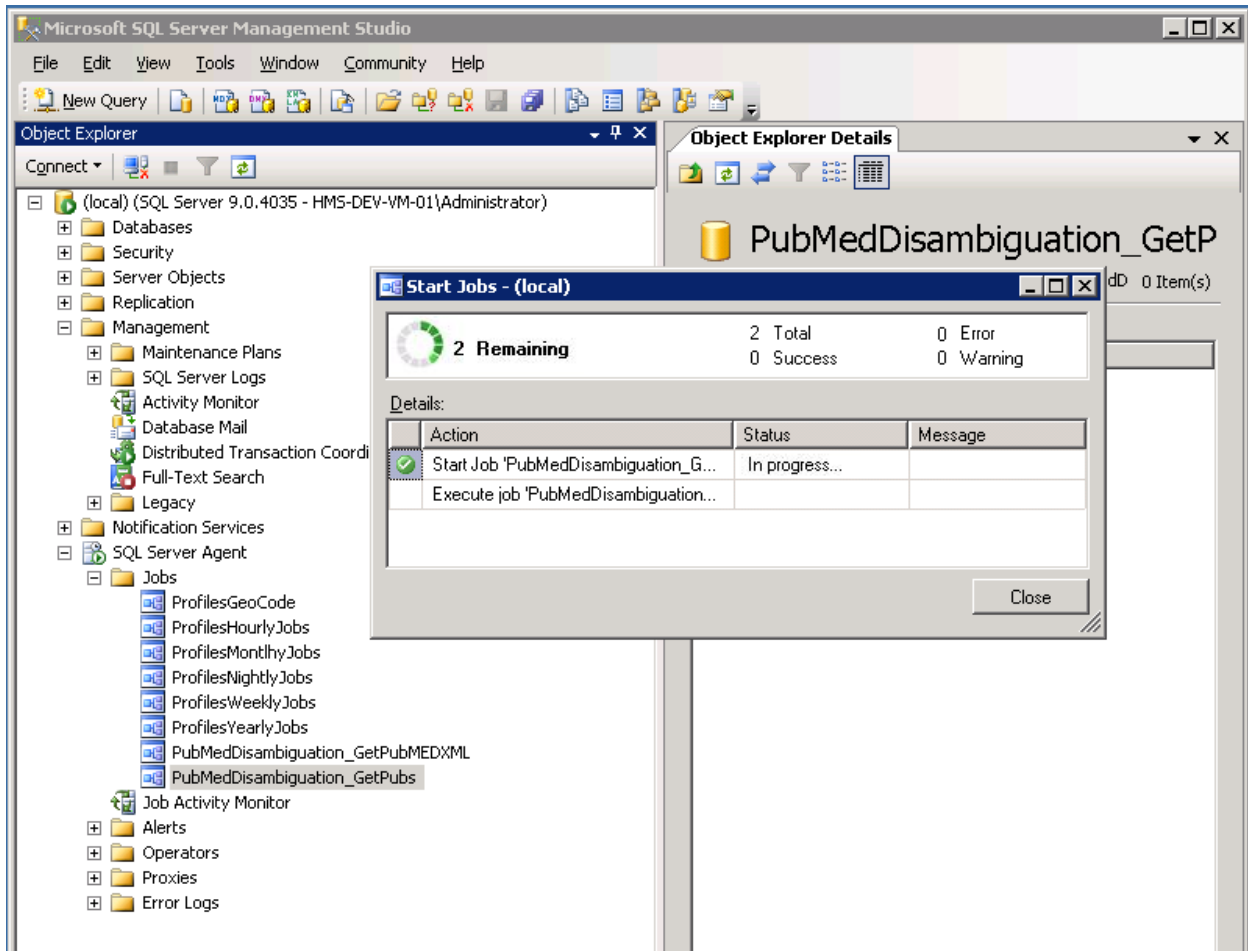 Microsoft SQL Server Management Studio
File Edit View Tools Window Community Help
New Query
Object Explorer
Connect
(local) (SQL Server 9.0.4035 - HMS-DEV-VM-01\Administrator)
Databases
Security
Server Objects
Replication
Management
Maintenance Plans
SQL Server Logs
Activity Monitor
Database Mail
Distributed Transaction Coordi
Full-Text Search
Legacy
Notification Services
SQL Server Agent
Jobs
ProfilesGeoCode
ProfilesHourlyJobs
ProfilesMontlhyJobs
ProfilesNightlyJobs
ProfilesWeeklyJobs
ProfilesYearlyJobs
PubMedDisambiguation_GetPubMEDXML
PubMedDisambiguation_GetPubs
Job Activity Monitor
Alerts
Operators
Proxies
Error Logs
Object Explorer Details
PubMedDisambiguation_GetP
dD 0 Item(s)
Start Jobs - (local)
2 Remaining
2 Total 0 Error
0 Success 0 Warning
Details:
Action Status Message
Start Job 'PubMedDisambiguation_G... In progress...
Execute job 'PubMedDisambiguation...
Close